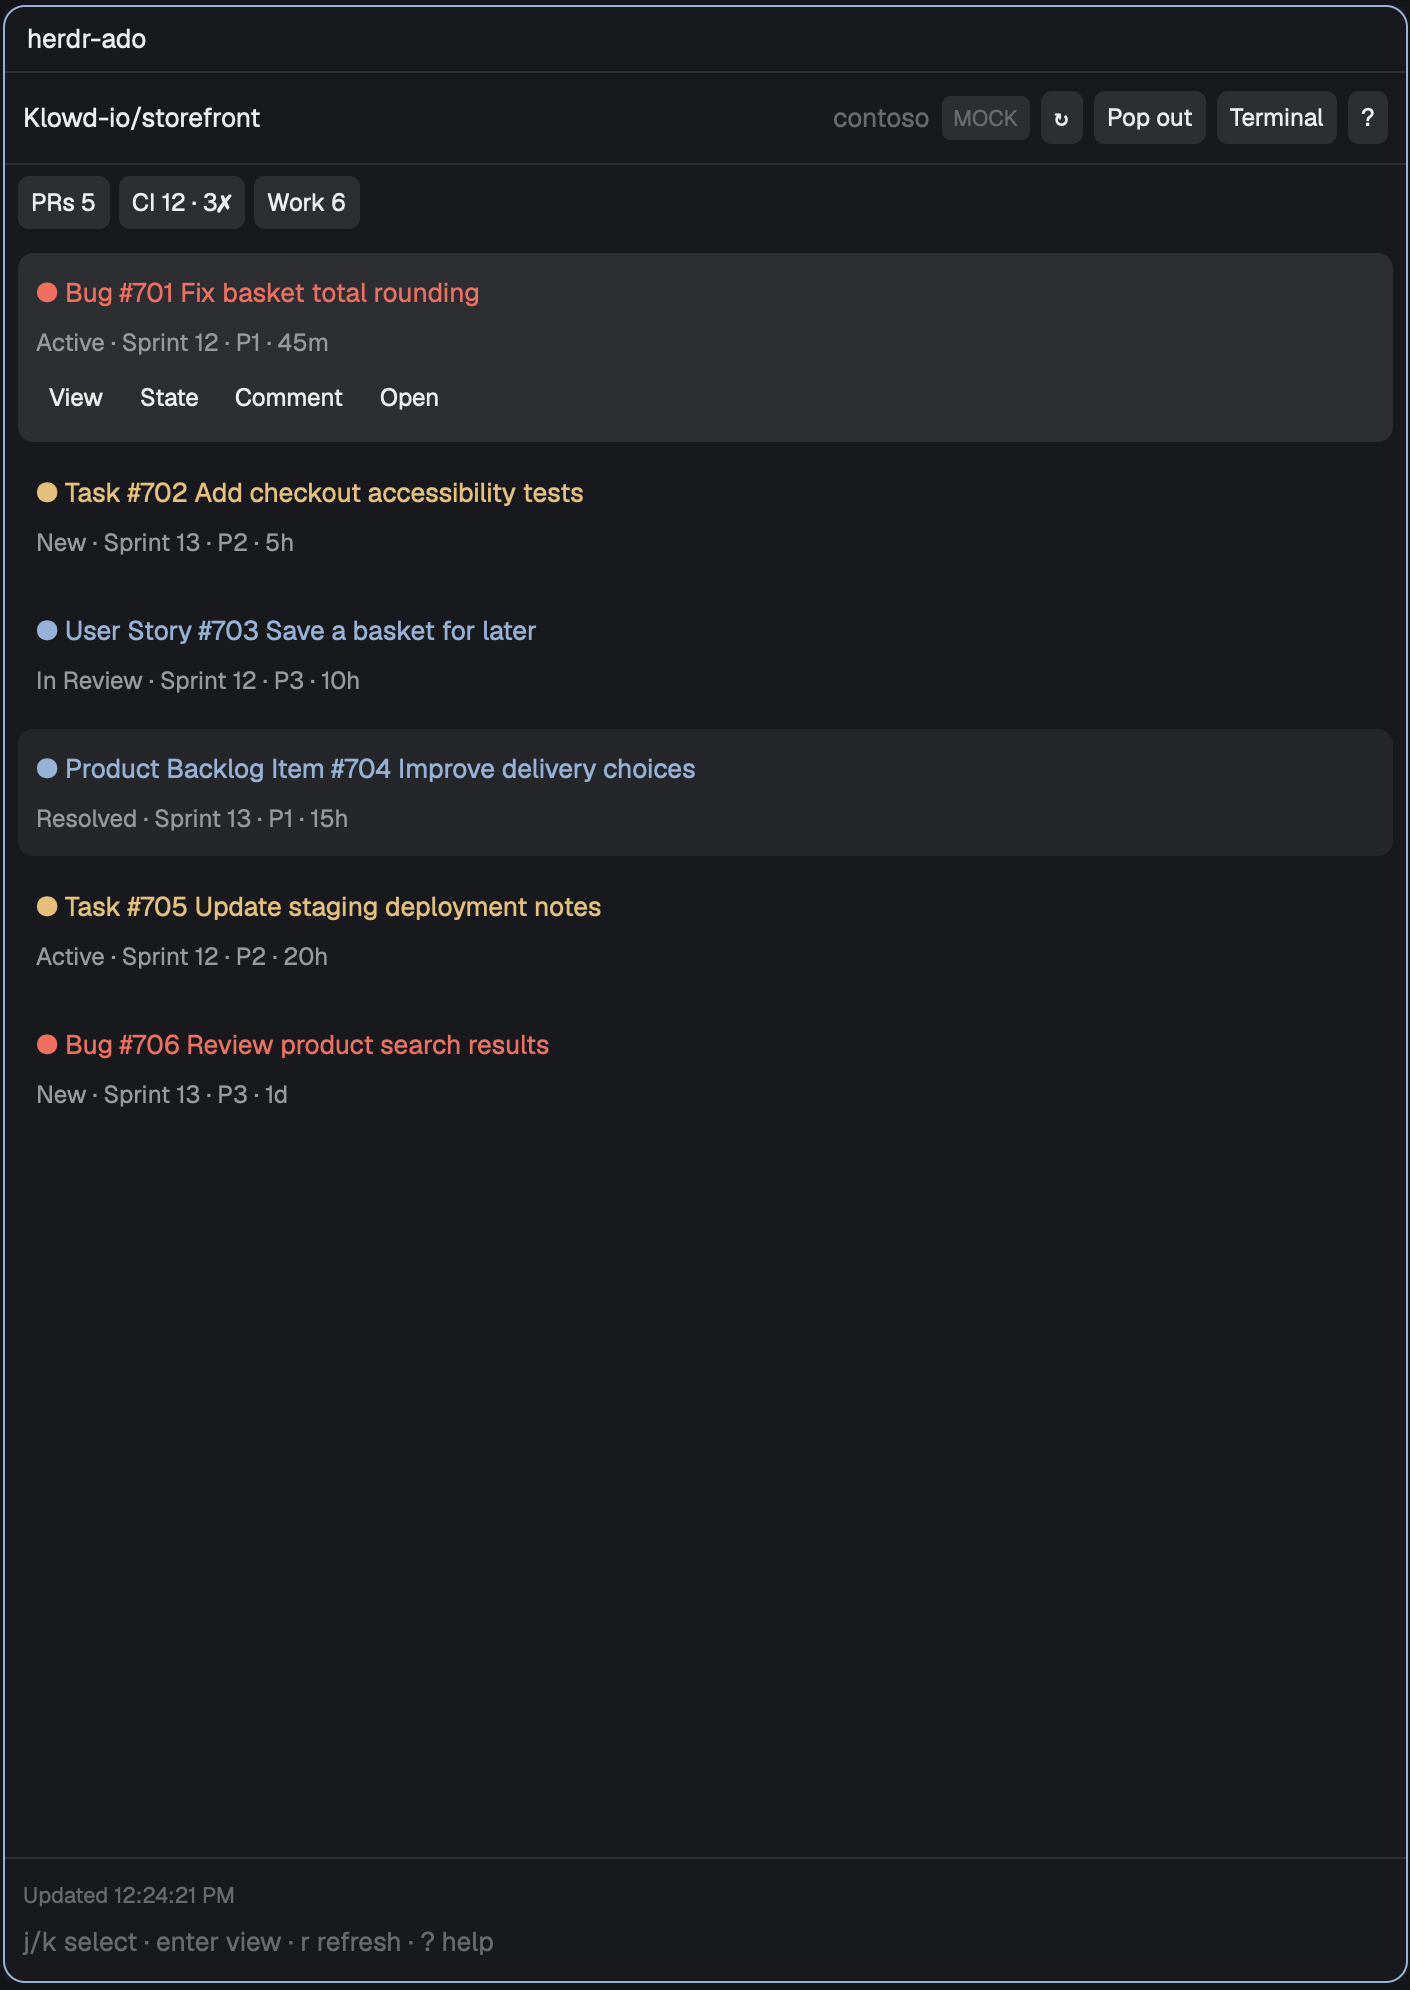 herdr-ado
Klowd-io/storefront contoso MOCK ↻ Pop out Terminal ?
PRs 5 CI 12 · 3✗ Work 6
Bug #701 Fix basket total rounding
Active · Sprint 12 · P1 · 45m
View State Comment Open
Task #702 Add checkout accessibility tests
New · Sprint 13 · P2 · 5h
User Story #703 Save a basket for later
In Review · Sprint 12 · P3 · 10h
Product Backlog Item #704 Improve delivery choices
Resolved · Sprint 13 · P1 · 15h
Task #705 Update staging deployment notes
Active · Sprint 12 · P2 · 20h
Bug #706 Review product search results
New · Sprint 13 · P3 · 1d
Updated 12:24:21 PM
j/k select · enter view · r refresh · ? help